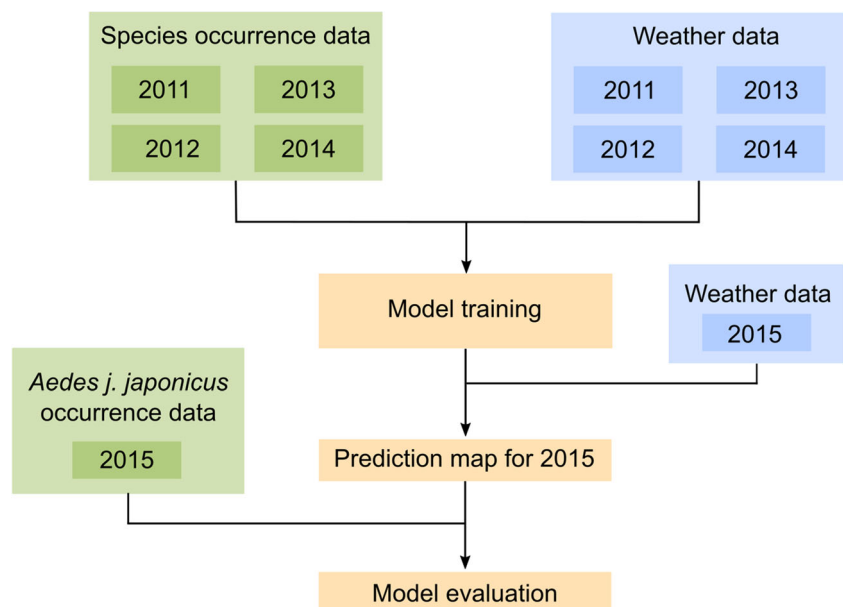 Species occurrence data
2011 2013
2012 2014
Weather data
2011 2013
2012 2014
Model training
Weather data
2015
Aedes j. japonicus
occurrence data
2015
Prediction map for 2015
Model evaluation